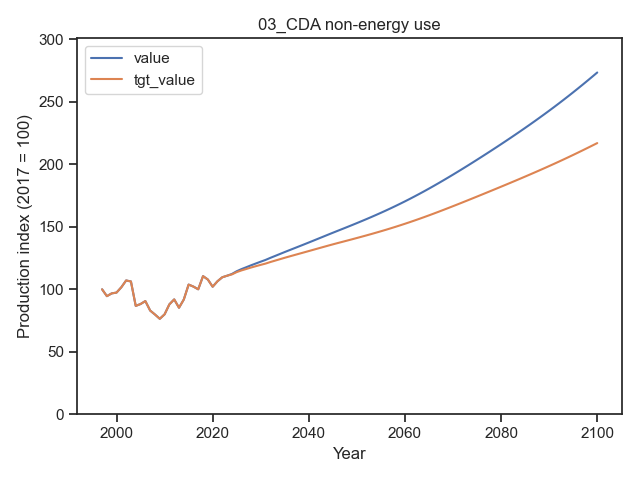 03_CDA non-energy use
value
tgt_value
Production index (2017 = 100)
300
250
200
150
100
50
0
2000 2020 2040 2060 2080 2100
Year